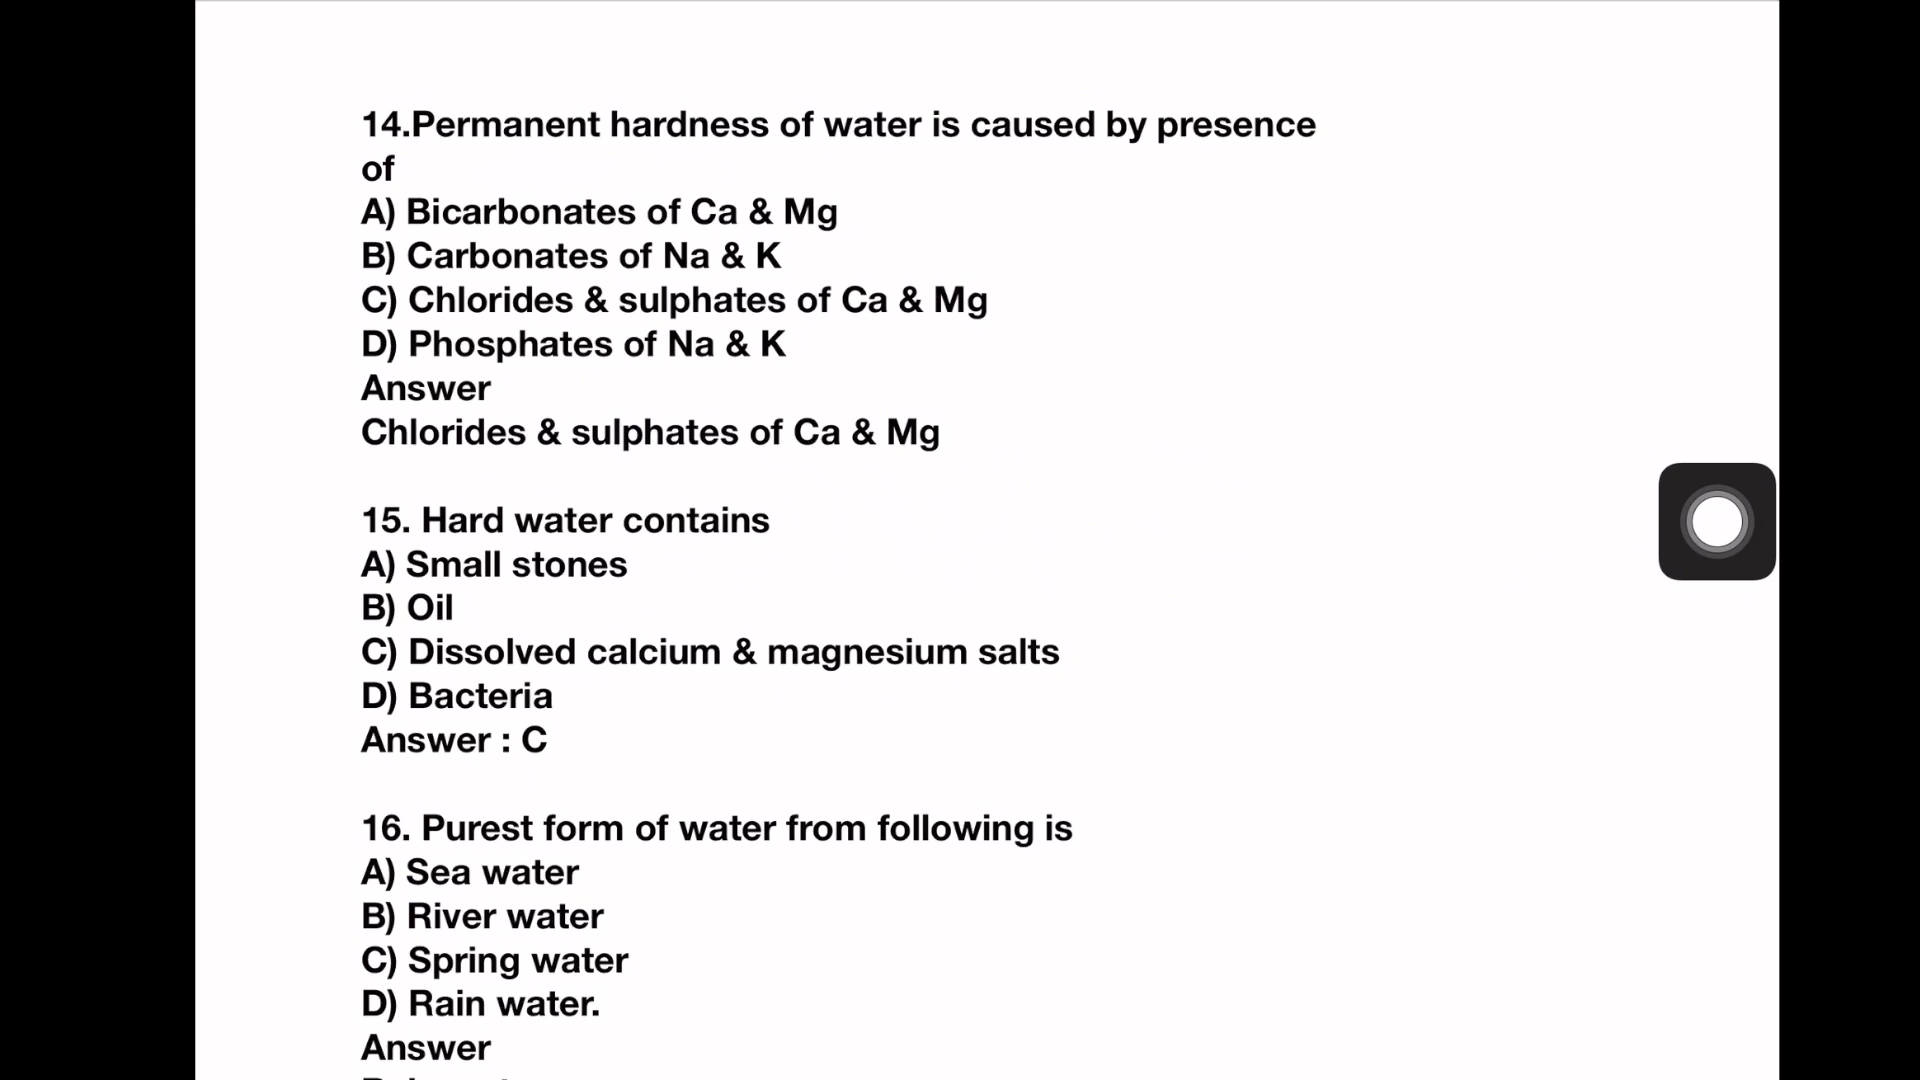 14.Permanent hardness of water is caused by presence
of
A) Bicarbonates of Ca & Mg
B) Carbonates of Na & K
C) Chlorides & sulphates of Ca & Mg
D) Phosphates of Na & K
Answer
Chlorides & sulphates of Ca & Mg
15. Hard water contains
A) Small stones
B) Oil
C) Dissolved calcium & magnesium salts
D) Bacteria
Answer : C
16. Purest form of water from following is
A) Sea water
B) River water
C) Spring water
D) Rain water.
Answer